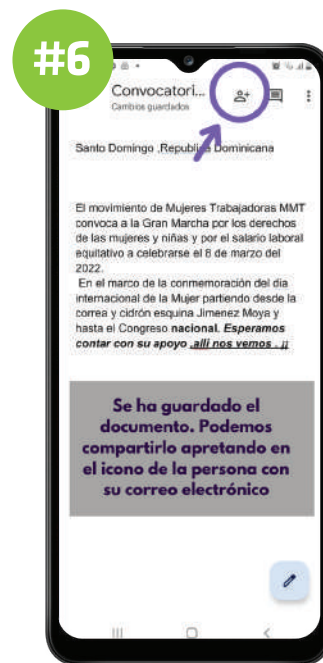 #6
Convocatori...
Cambios guardados
Santo Domingo ,Republica Dominicana
El movimiento de Mujeres Trabajadoras MMT
convoca a la Gran Marcha por los derechos
de las mujeres y niñas y por el salario laboral
equitativo a celebrarse el 8 de marzo del
2022.
En el marco de la conmemoración del dia
internacional de la Mujer partiendo desde la
correa y cidrón esquina Jimenez Moya y
hasta el Congreso nacional. Esperamos
contar con su apoyo ,alli nos vemos . ¡¡
Se ha guardado el
documento. Podemos
compartirlo apretando en
el icono de la persona con
su correo electrónico